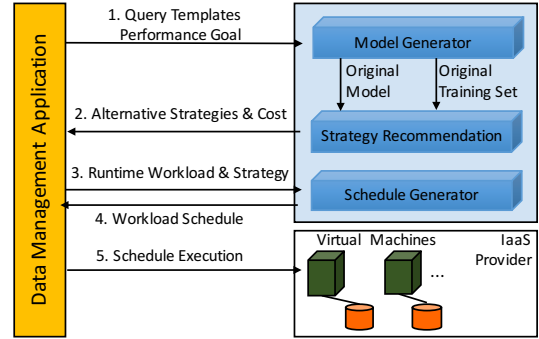 Data Management Application
1. Query Templates
Performance Goal
Model Generator
Original
Model
Original
Training Set
2. Alternative Strategies & Cost
Strategy Recommendation
3. Runtime Workload & Strategy
Schedule Generator
4. Workload Schedule
5. Schedule Execution
Virtual Machines
IaaS
Provider
...